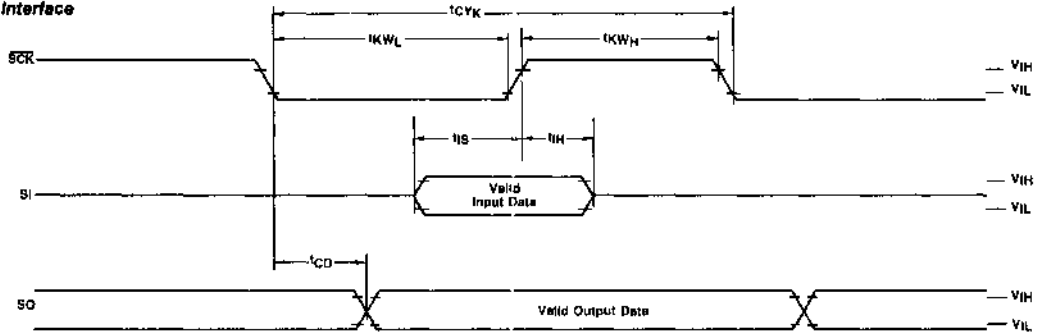 Interface
tCYK
tKWL
tKWH
SCK
VIH
VIL
tIS
tIH
SI
Valid
Input Data
VIH
VIL
tCD
SO
Valid Output Data
VIH
VIL